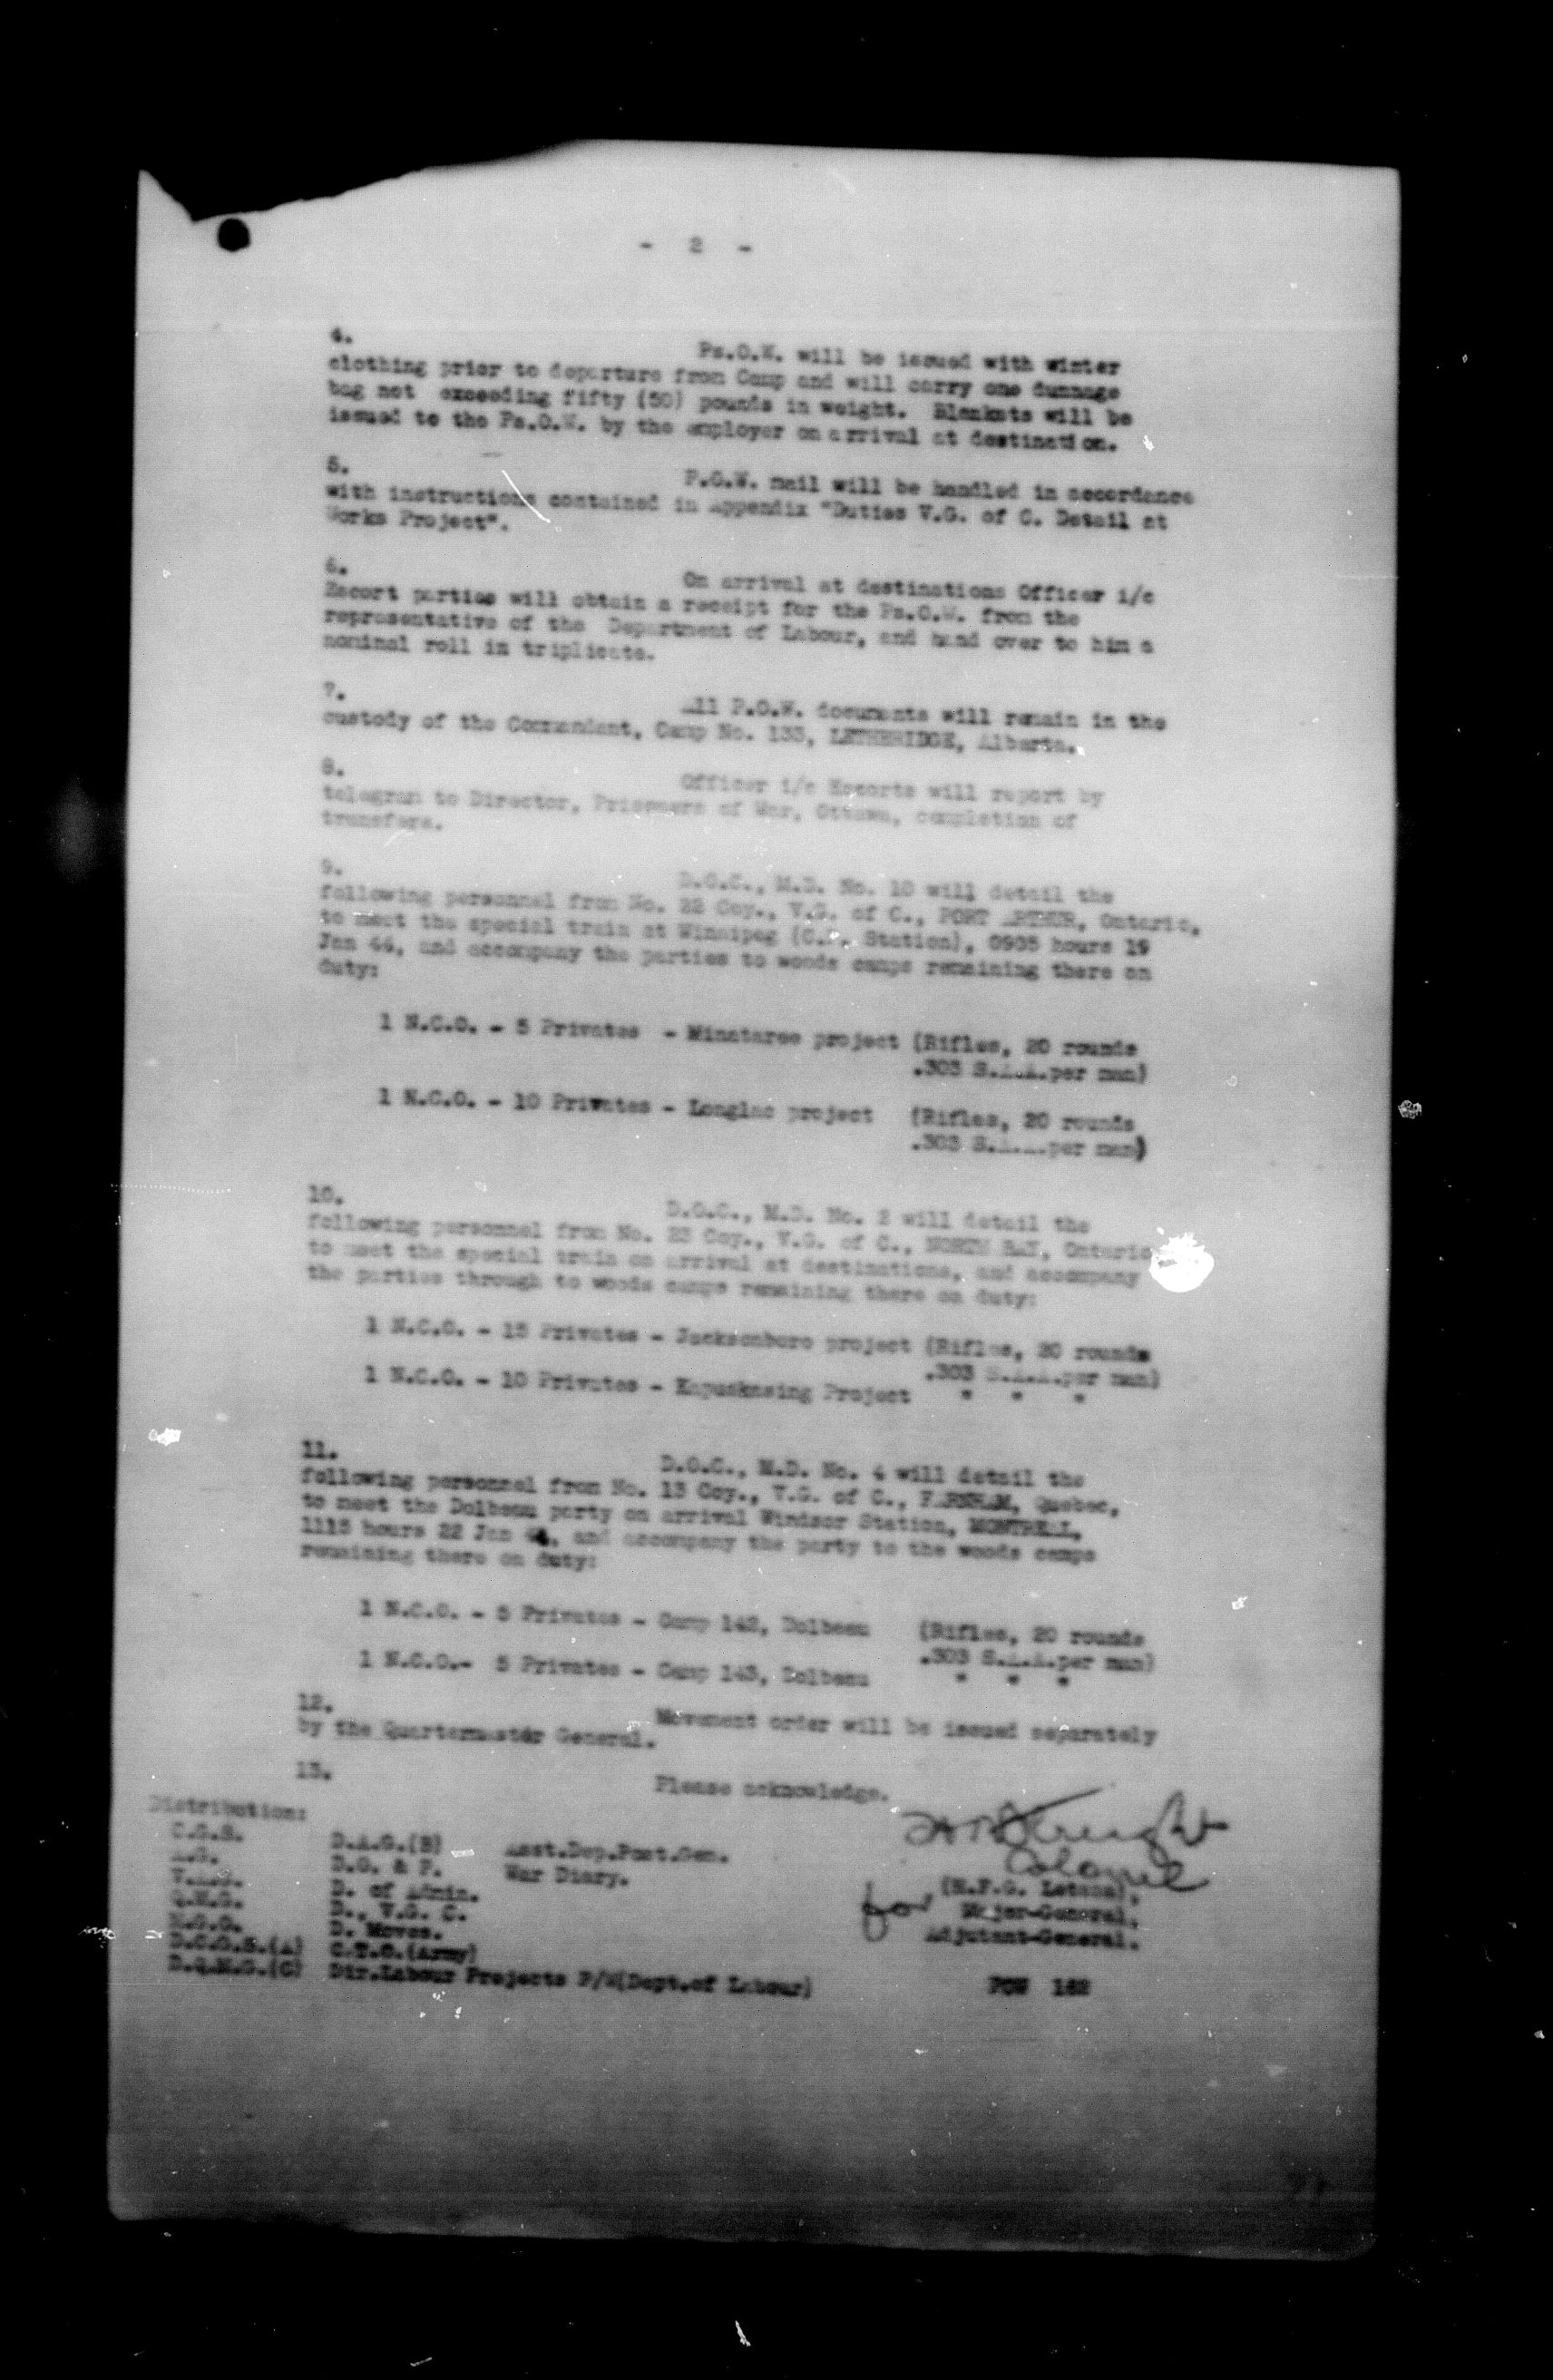 - 2 -
4. Ps.O.W. will be issued with winter
clothing prior to departure from Camp and will carry one dunnage
bag not exceeding fifty (50) pounds in weight. Blankets will be
issued to the Ps.O.W. by the employer on arrival at destination.
5. P.O.W. mail will be handled in accordance
with instructions contained in Appendix "Duties V.G. of C. Detail at
Works Project".
6. On arrival at destinations Officer i/c
Escort parties will obtain a receipt for the Ps.O.W. from the
representative of the Department of Labour, and hand over to him a
nominal roll in triplicate.
7. All P.O.W. documents will remain in the
custody of the Commandant, Camp No. 133, LETHBRIDGE, Alberta.
8. Officer i/c Escorts will report by
telegram to Director, Prisoners of War, Ottawa, completion of
transfers.
9. D.O.C., M.D. No. 10 will detail the
following personnel from No. 22 Coy., V.G. of C., PORT ARTHUR, Ontario,
to meet the special train at Winnipeg (C.P. Station), 0935 hours 19
Jan 44, and accompany the parties to woods camps remaining there on
duty:
1 N.C.O. - 5 Privates - Minataree project (Rifles, 20 rounds
.303 S.A.A. per man)
1 N.C.O. - 10 Privates - Longlac project (Rifles, 20 rounds
.303 S.A.A. per man)
10. D.O.C., M.D. No. 2 will detail the
following personnel from No. 23 Coy., V.G. of C., NORTH BAY, Ontario
to meet the special train on arrival at destinations, and accompany
the parties through to woods camps remaining there on duty:
1 N.C.O. - 15 Privates - Jacksonboro project (Rifles, 20 rounds
.303 S.A.A. per man)
1 N.C.O. - 10 Privates - Kapuskasing Project " " "
11. D.O.C., M.D. No. 4 will detail the
following personnel from No. 13 Coy., V.G. of C., FARNHAM, Quebec,
to meet the Dolbeau party on arrival Windsor Station, MONTREAL,
1115 hours 22 Jan 44, and accompany the party to the woods camps
remaining there on duty:
1 N.C.O. - 5 Privates - Camp 142, Dolbeau (Rifles, 20 rounds
.303 S.A.A. per man)
1 N.C.O.- 5 Privates - Camp 143, Dolbeau " " "
12. Movement order will be issued separately
by the Quartermaster General.
13. Please acknowledge.
Distribution:
C.G.S. D.A.G.(B) Asst.Dep.Post.Gen.
A.G. D.O. & P. War Diary.
V.A.G. D. of Admin.
Q.M.G. D., V.G. C.
M.G.O. D. Moves.
D.C.G.S.(A) C.T.O.(Army)
D.Q.M.G.(C) Dir.Labour Projects P/W(Dept.of Labour)
Colonel
for (H.F.G. Letson),
Major-General,
Adjutant-General.
POW 162